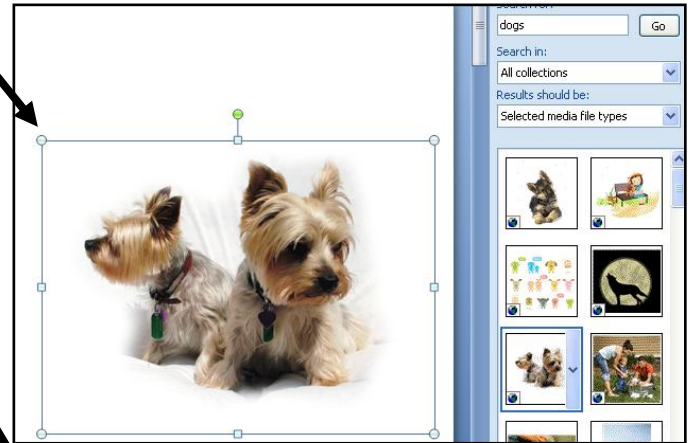 dogs
Go
Search in:
All collections
Results should be:
Selected media file types